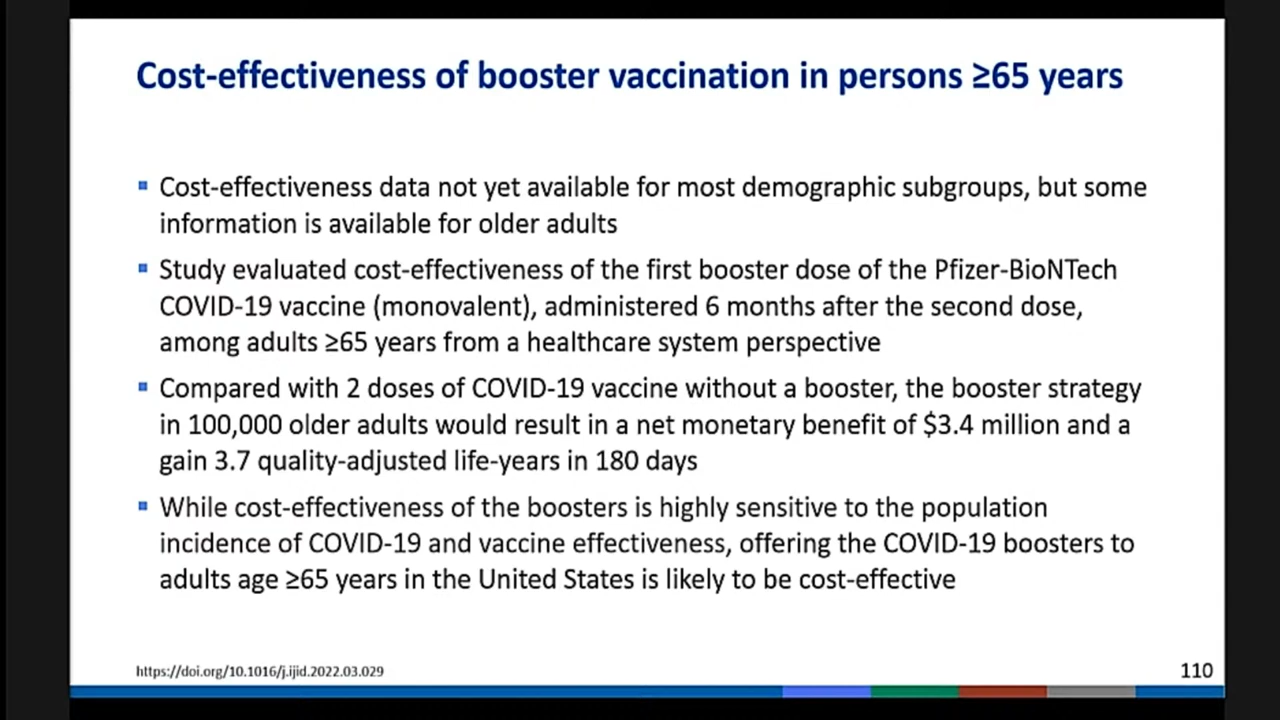 Cost-effectiveness of booster vaccination in persons ≥65 years
▪ Cost-effectiveness data not yet available for most demographic subgroups, but some
information is available for older adults
▪ Study evaluated cost-effectiveness of the first booster dose of the Pfizer-BioNTech
COVID-19 vaccine (monovalent), administered 6 months after the second dose,
among adults ≥65 years from a healthcare system perspective
▪ Compared with 2 doses of COVID-19 vaccine without a booster, the booster strategy
in 100,000 older adults would result in a net monetary benefit of $3.4 million and a
gain 3.7 quality-adjusted life-years in 180 days
▪ While cost-effectiveness of the boosters is highly sensitive to the population
incidence of COVID-19 and vaccine effectiveness, offering the COVID-19 boosters to
adults age ≥65 years in the United States is likely to be cost-effective
https://doi.org/10.1016/j.ijid.2022.03.029
110